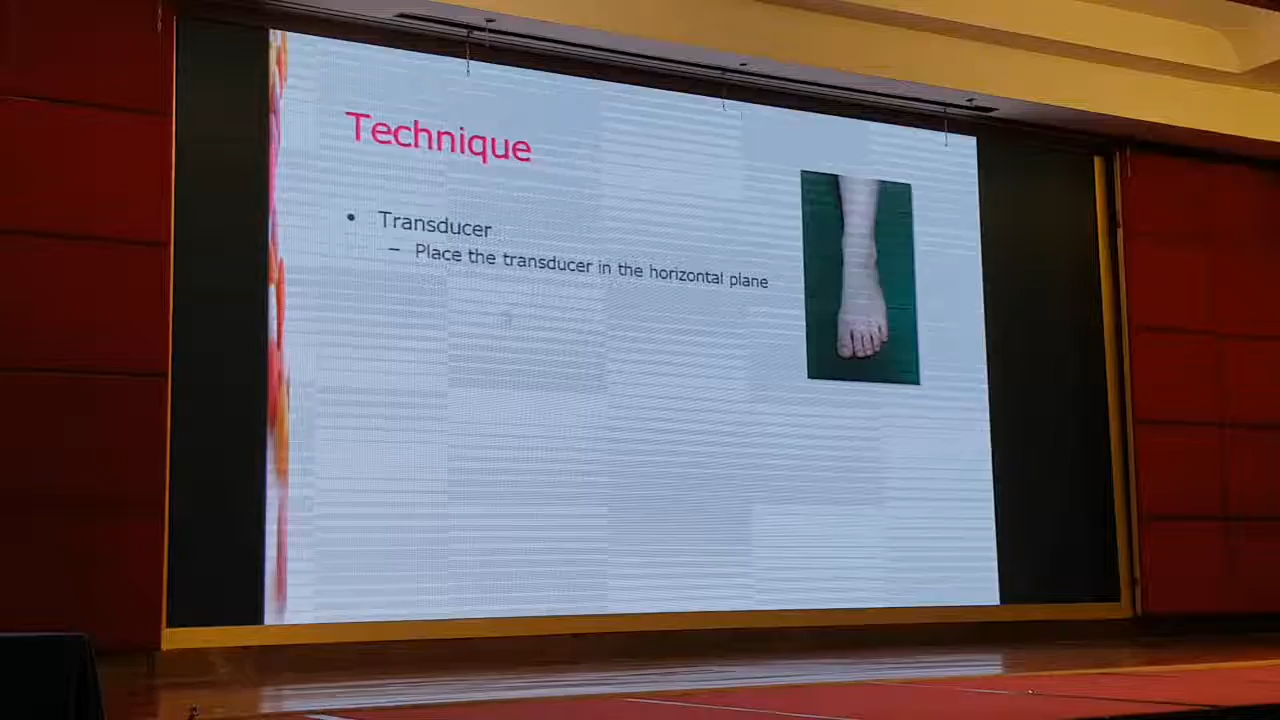 Technique
• Transducer
– Place the transducer in the horizontal plane